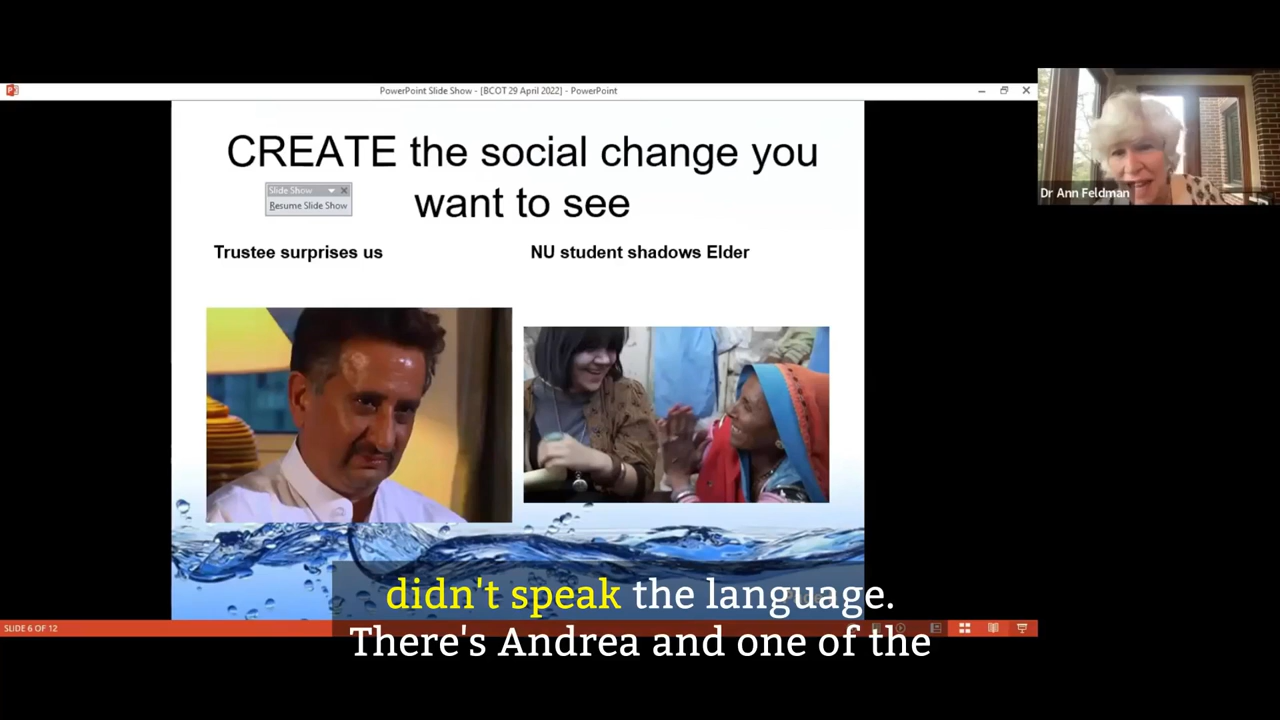 PowerPoint Slide Show - [BCOT 29 April 2022] - PowerPoint
CREATE the social change you
want to see
Slide Show
Resume Slide Show
Trustee surprises us
NU student shadows Elder
Dr Ann Feldman
didn't speak the language.
There's Andrea and one of the
SLIDE 6 OF 12